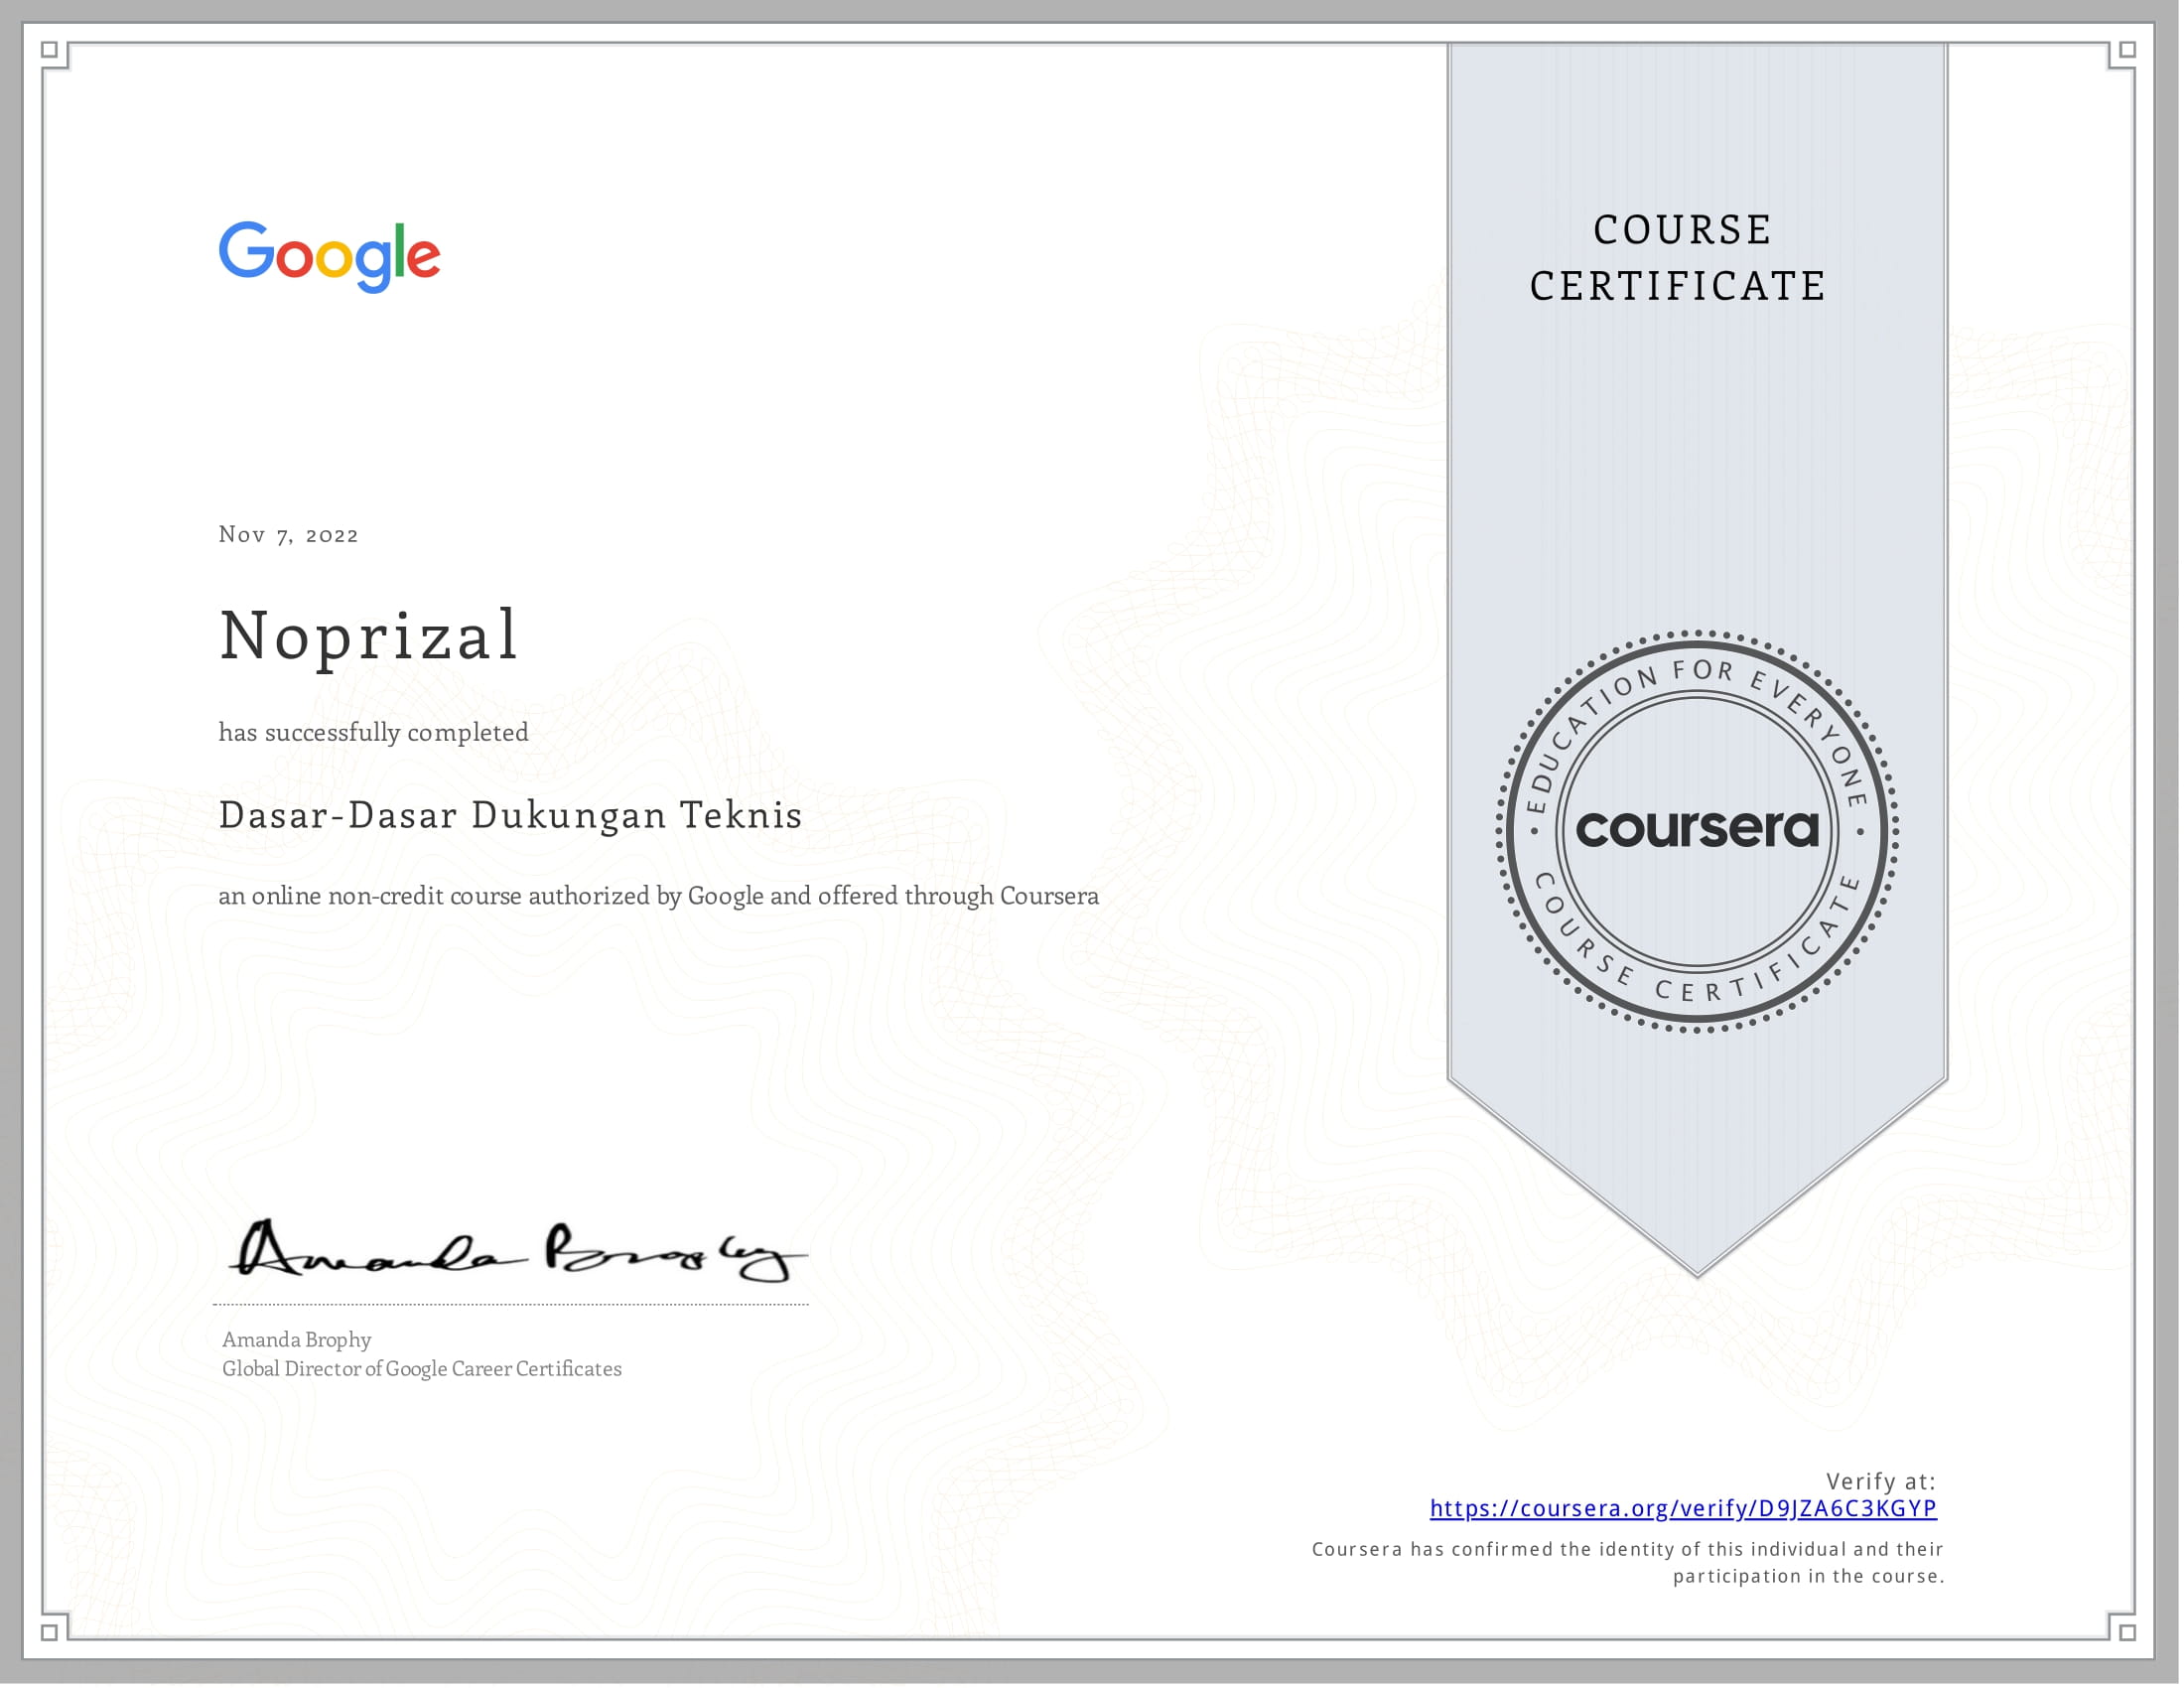 Google
COURSE
CERTIFICATE
Nov 7, 2022
Noprizal
has successfully completed
Dasar-Dasar Dukungan Teknis
an online non-credit course authorized by Google and offered through Coursera
EDUCATION FOR EVERYONE
coursera
COURSE CERTIFICATE
Amanda Brophy
Amanda Brophy
Global Director of Google Career Certificates
Verify at:
https://coursera.org/verify/D9JZA6C3KGYP
Coursera has confirmed the identity of this individual and their
participation in the course.